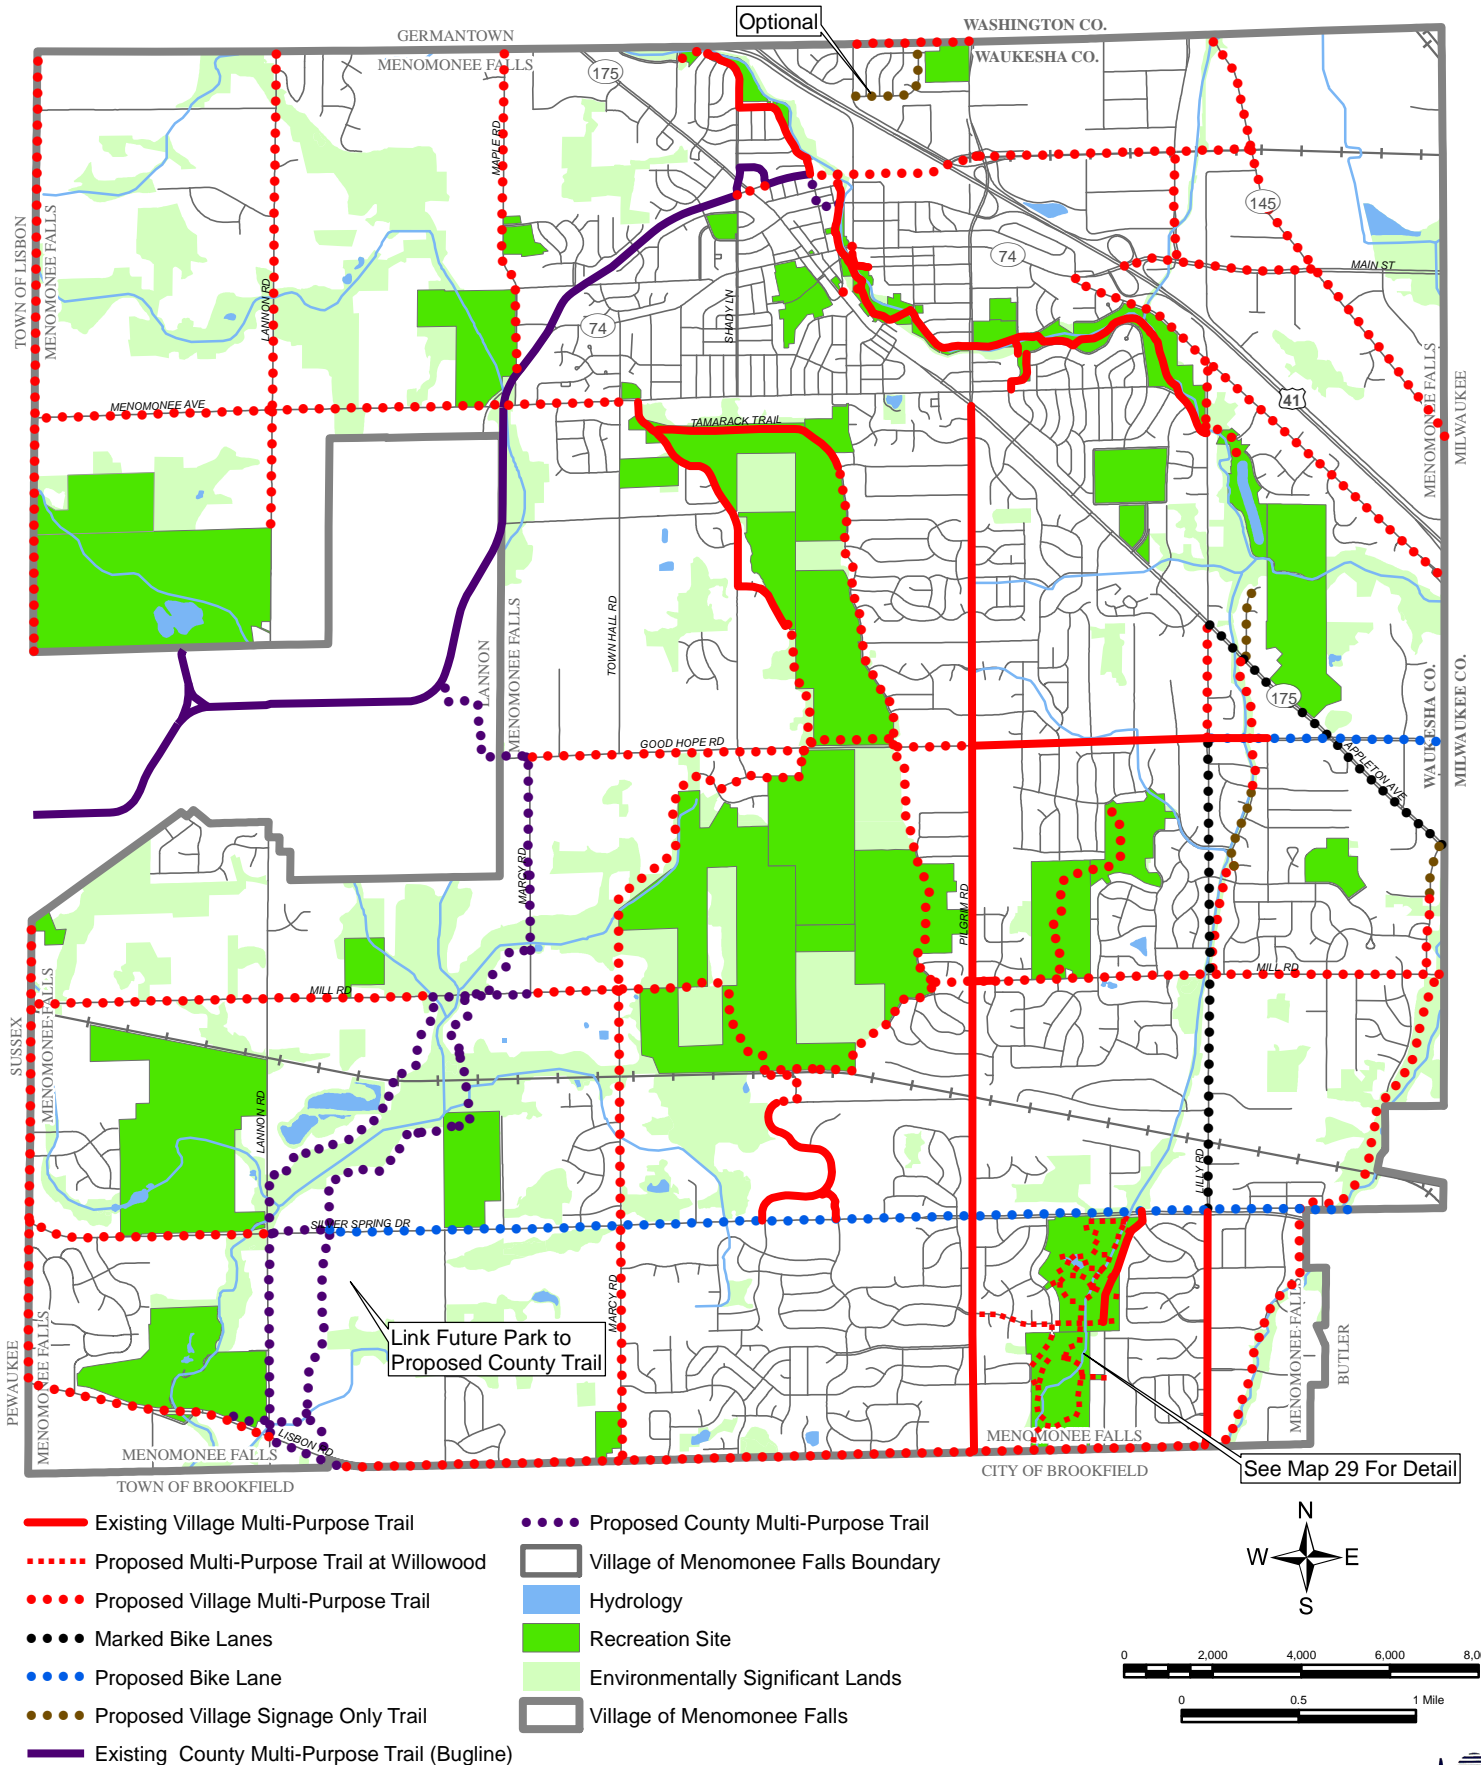 Optional
WASHINGTON CO.
WAUKESHA CO.
GERMANTOWN
MENOMONEE FALLS
175
MAPLE RD
145
74
MAIN ST
TOWN OF LISBON
MENOMONEE FALLS
LANNON RD
SHADY LN
74
MENOMONEE FALLS
MILWAUKEE
41
MENOMONEE AVE
TAMARACK TRAIL
TOWN HALL RD
LANNON
MENOMONEE FALLS
175
WAUKESHA CO.
MILWAUKEE CO.
GOOD HOPE RD
APPLETON AVE
MARCY RD
PILGRIM RD
MILL RD
MILL RD
SUSSEX
MENOMONEE FALLS
LANNON RD
LILLY RD
SILVER SPRING DR
MARCY RD
Link Future Park to
Proposed County Trail
PEWAUKEE
MENOMONEE FALLS
MENOMONEE FALLS
BUTLER
LISBON RD
MENOMONEE FALLS
MENOMONEE FALLS
TOWN OF BROOKFIELD
CITY OF BROOKFIELD
See Map 29 For Detail
Existing Village Multi-Purpose Trail
Proposed Multi-Purpose Trail at Willowood
Proposed Village Multi-Purpose Trail
Marked Bike Lanes
Proposed Bike Lane
Proposed Village Signage Only Trail
Existing County Multi-Purpose Trail (Bugline)
Proposed County Multi-Purpose Trail
Village of Menomonee Falls Boundary
Hydrology
Recreation Site
Environmentally Significant Lands
Village of Menomonee Falls
N
W E
S
0 2,000 4,000 6,000 8,00
0 0.5 1 Mile